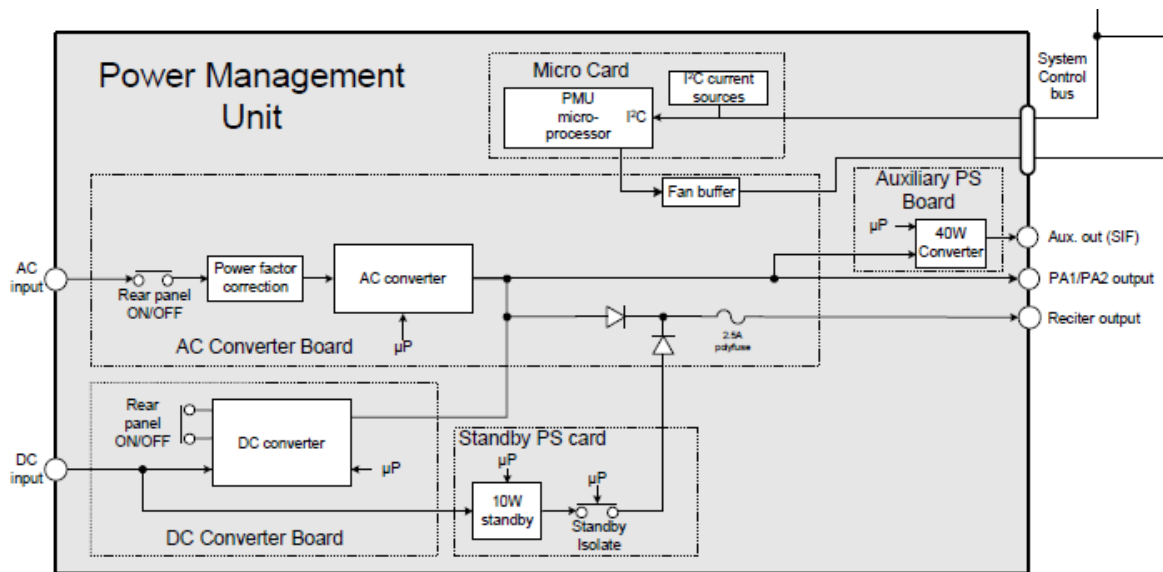 Power Management
Unit
Micro Card
PMU
micro-
processor
I²C
I²C current
sources
System
Control
bus
Fan buffer
Auxiliary PS
Board
µP
40W
Converter
Aux. out (SIF)
AC
input
Rear panel
ON/OFF
Power factor
correction
AC converter
µP
PA1/PA2 output
2.5A
polyfuse
Reciter output
AC Converter Board
Rear
panel
ON/OFF
DC converter
µP
DC
input
DC Converter Board
Standby PS card
µP
10W
standby
µP
Standby
Isolate